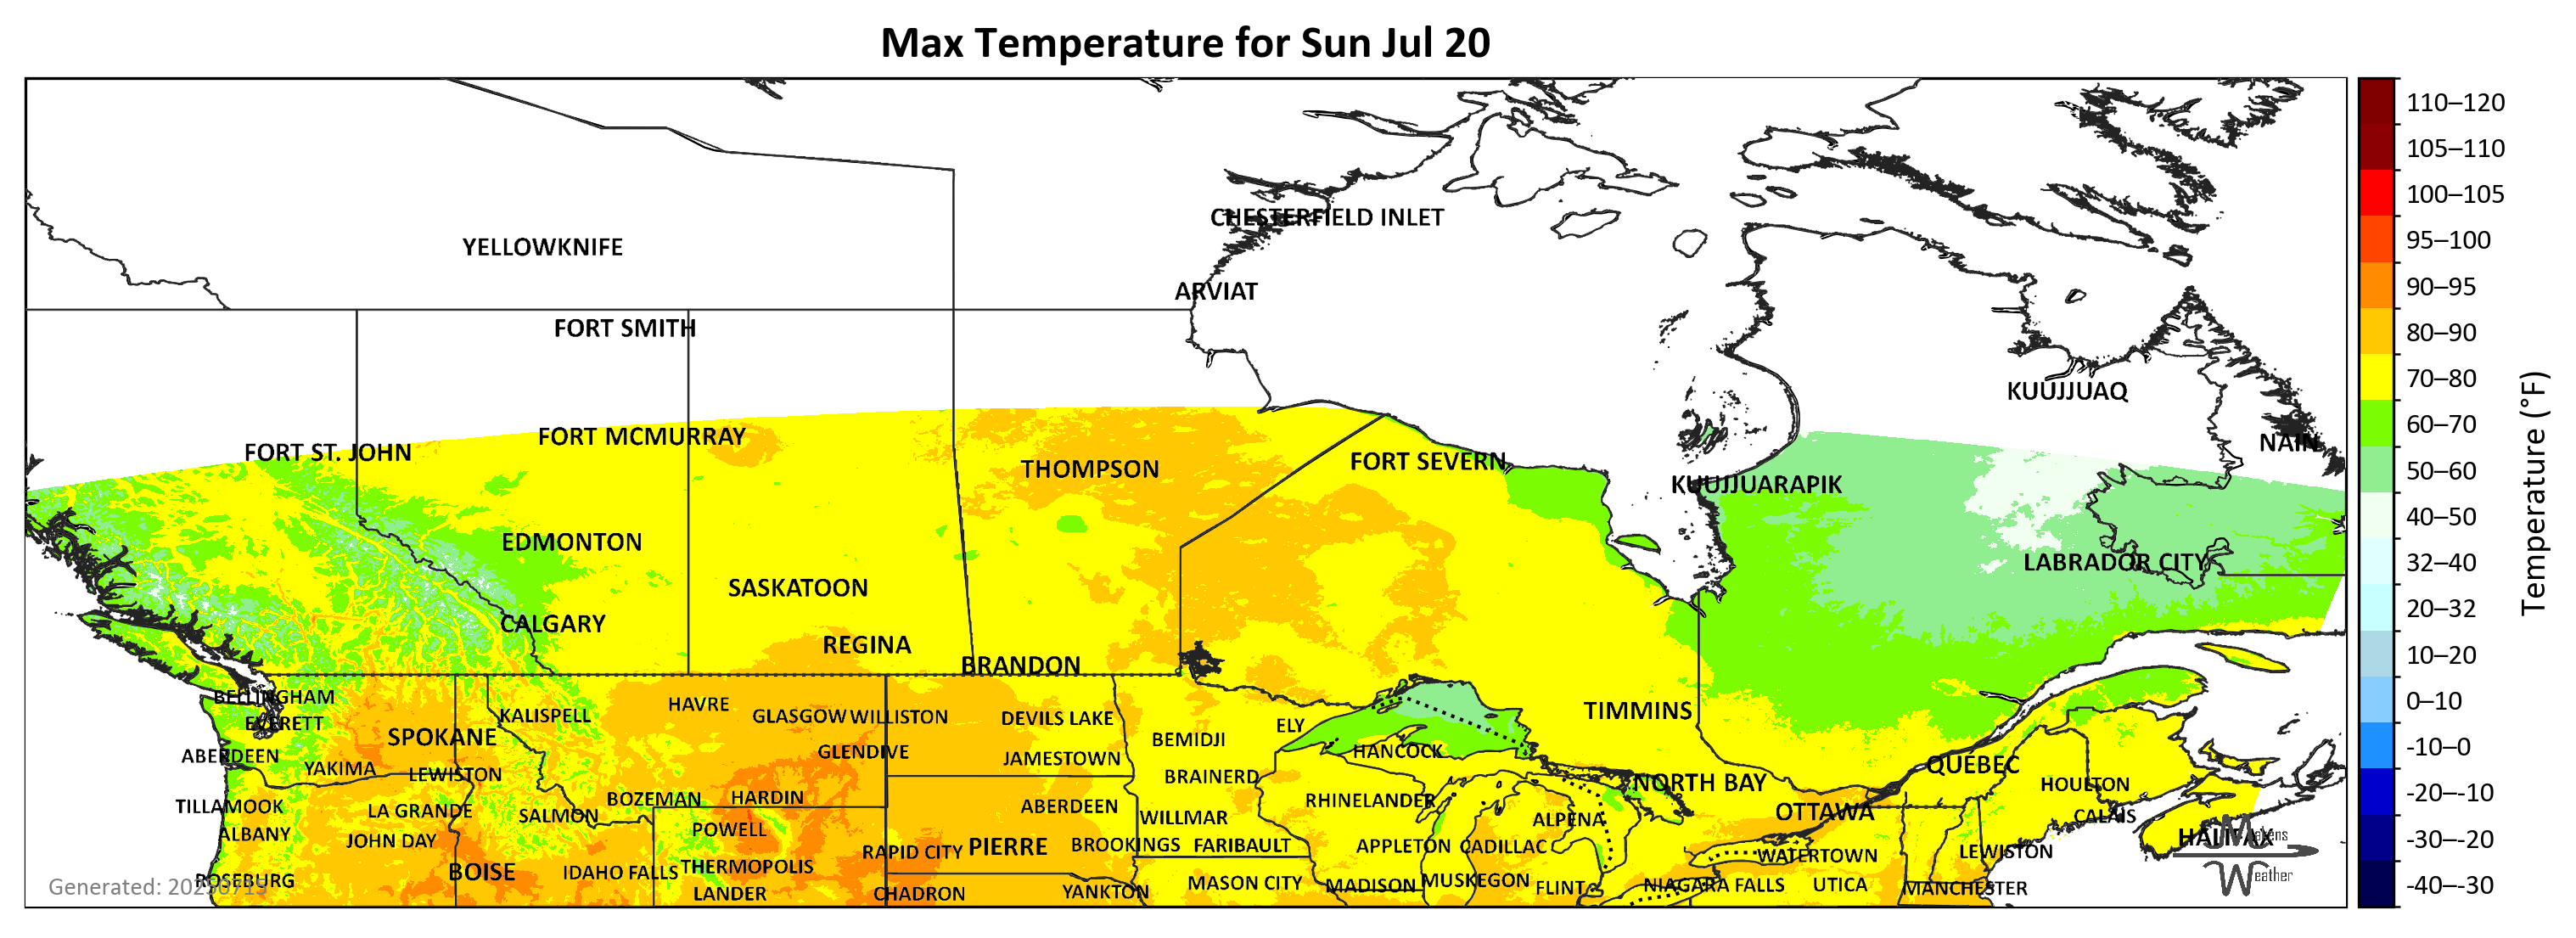 Max Temperature for Sun Jul 20
110–120
105–110
100–105
95–100
90–95
80–90
70–80
60–70
50–60
40–50
32–40
20–32
10–20
0–10
-10–0
-20–-10
-30–-20
-40–-30
Temperature (°F)
CHESTERFIELD INLET
YELLOWKNIFE
ARVIAT
FORT SMITH
KUUJJUAQ
FORT MCMURRAY
NAIN
FORT ST. JOHN
FORT SEVERN
THOMPSON
KUUJJUARAPIK
EDMONTON
LABRADOR CITY
SASKATOON
CALGARY
REGINA
BRANDON
BELLINGHAM
HAVRE
TIMMINS
KALISPELL
GLASGOW
WILLISTON
DEVILS LAKE
EVERETT
ELY
SPOKANE
BEMIDJI
GLENDIVE
HANCOCK
ABERDEEN
JAMESTOWN
QUÉBEC
YAKIMA
LEWISTON
BRAINERD
NORTH BAY
HOULTON
BOZEMAN
HARDIN
RHINELANDER
TILLAMOOK
LA GRANDE
ABERDEEN
OTTAWA
SALMON
WILLMAR
ALPENA
CALAIS
POWELL
ALBANY
HALIFAX
JOHN DAY
PIERRE
BROOKINGS
FARIBAULT
APPLETON
CADILLAC
RAPID CITY
LEWISTON
WATERTOWN
THERMOPOLIS
BOISE
IDAHO FALLS
ROSEBURG
MUSKEGON
MASON CITY
MADISON
NIAGARA FALLS
UTICA
FLINT
MANCHESTER
LANDER
CHADRON
YANKTON
Generated: 20250715
Makens
Weather